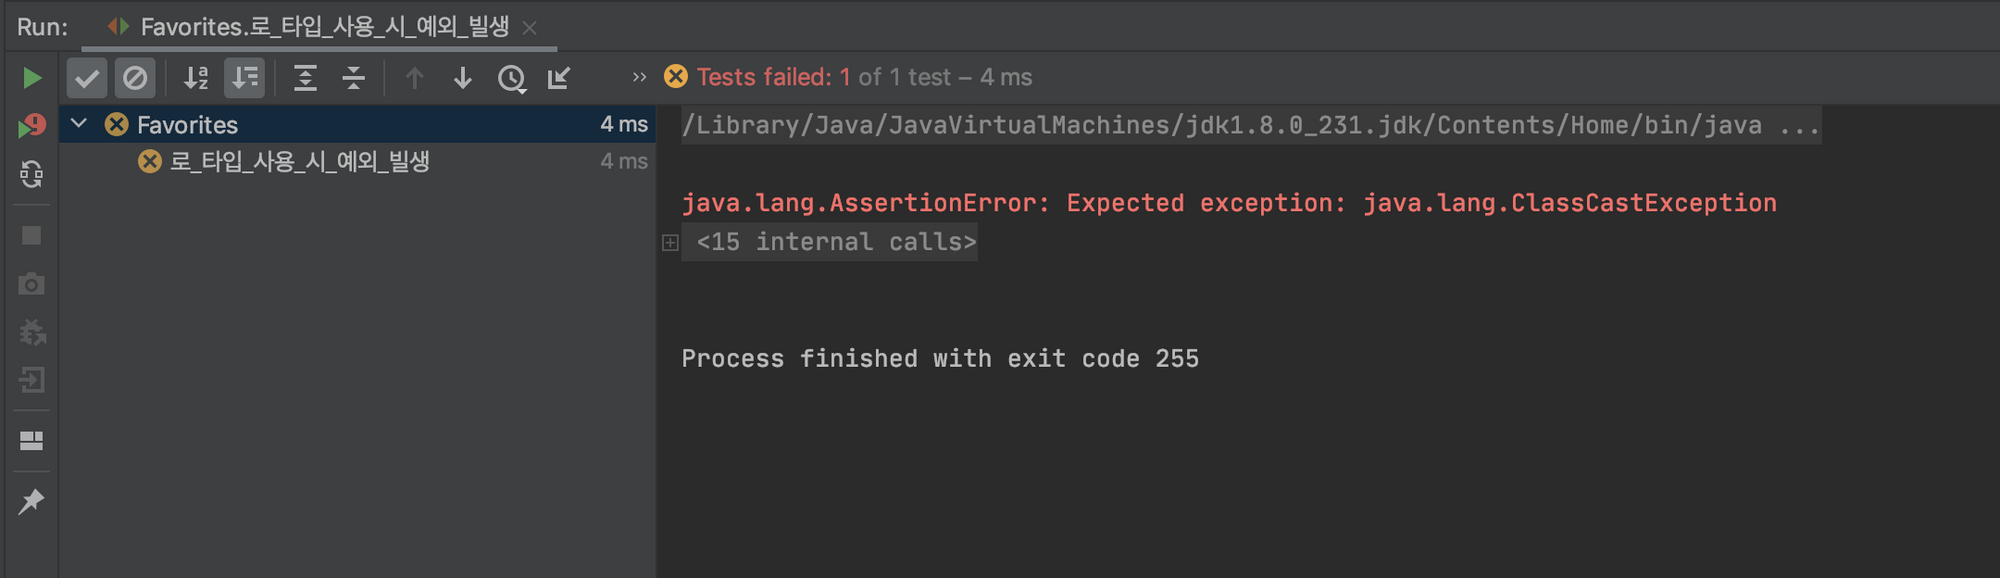 Run: Favorites.로_타입_사용_시_예외_빌생
Tests failed: 1 of 1 test – 4 ms
Favorites 4 ms
로_타입_사용_시_예외_빌생 4 ms
/Library/Java/JavaVirtualMachines/jdk1.8.0_231.jdk/Contents/Home/bin/java ...
java.lang.AssertionError: Expected exception: java.lang.ClassCastException
<15 internal calls>
Process finished with exit code 255